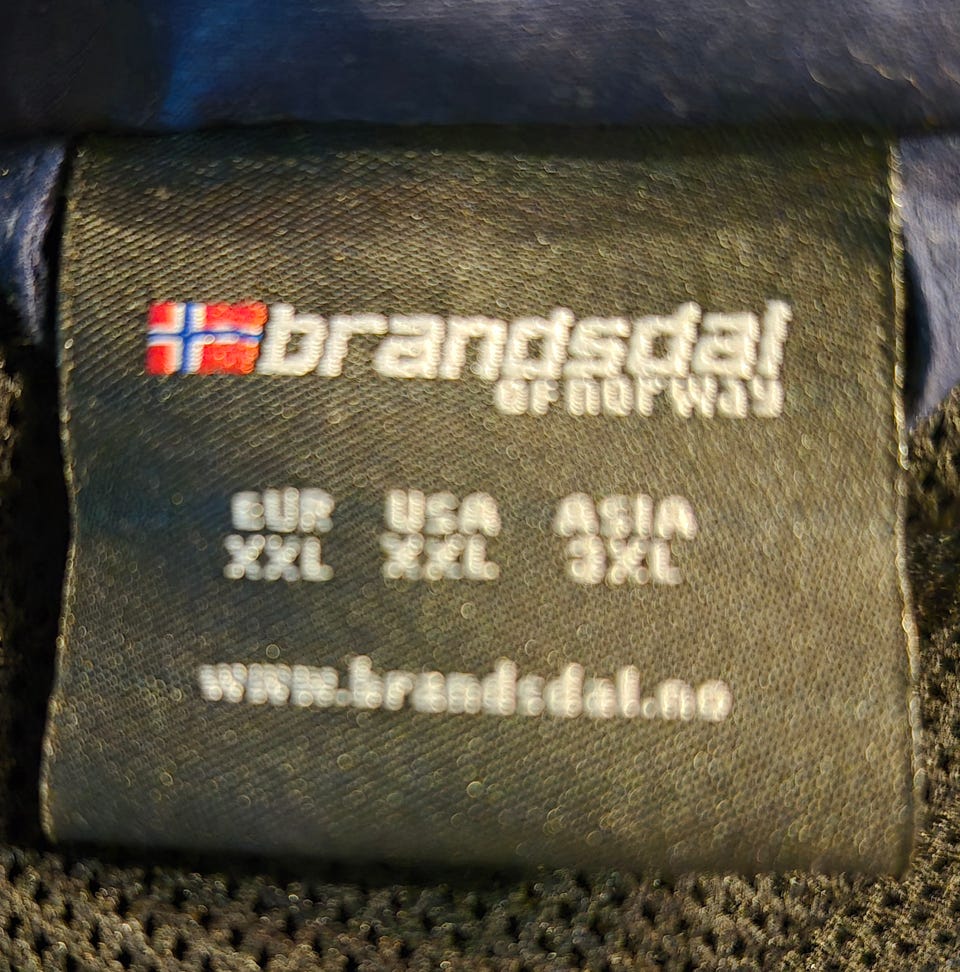 brandsdal
OF NORWAY
EUR USA ASIA
XXL XXL 3XL
www.brandsdal.no